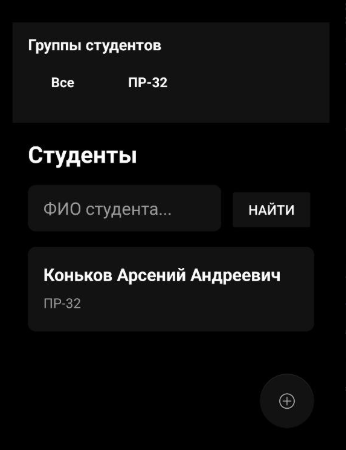 Группы студентов
Все ПР-32
Студенты
ФИО студента... НАЙТИ
Коньков Арсений Андреевич
ПР-32